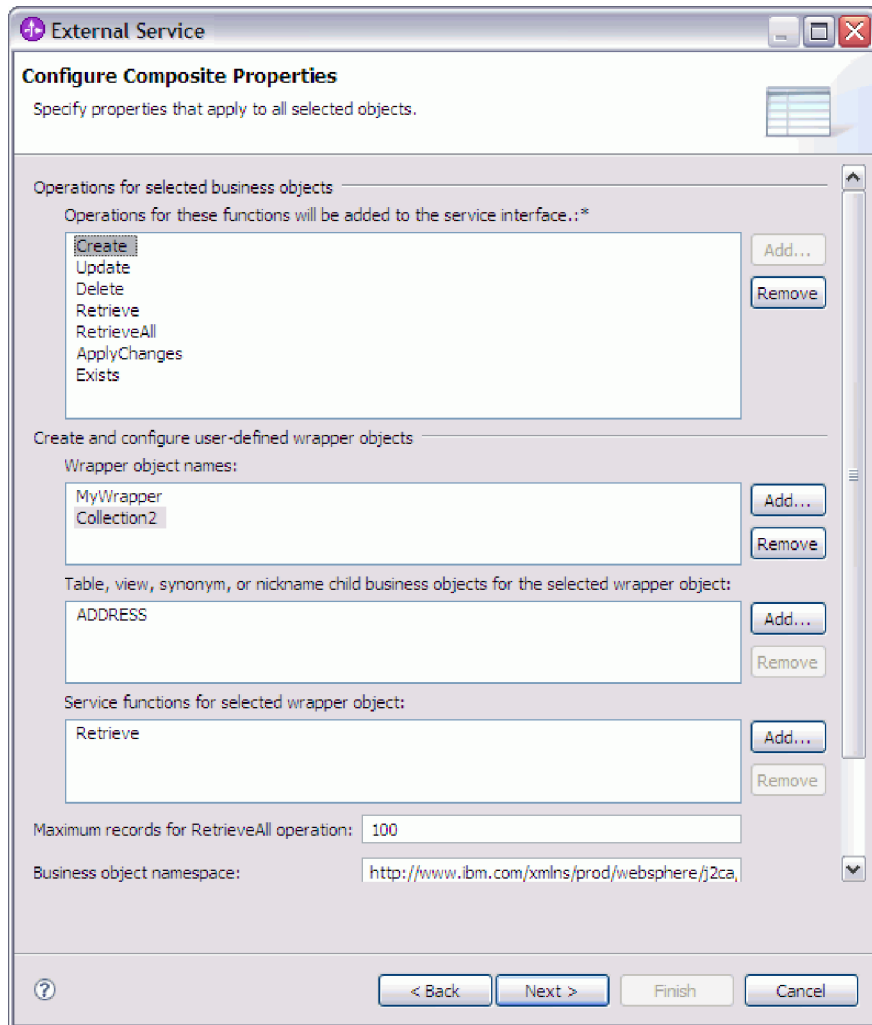 External Service
Configure Composite Properties
Specify properties that apply to all selected objects.
Operations for selected business objects
Operations for these functions will be added to the service interface.:*
Create
Update
Delete
Retrieve
RetrieveAll
ApplyChanges
Exists
Add...
Remove
Create and configure user-defined wrapper objects
Wrapper object names:
MyWrapper
Collection2
Add...
Remove
Table, view, synonym, or nickname child business objects for the selected wrapper object:
ADDRESS
Add...
Remove
Service functions for selected wrapper object:
Retrieve
Add...
Remove
Maximum records for RetrieveAll operation: 100
Business object namespace: http://www.ibm.com/xmlns/prod/websphere/j2ca,
? < Back Next > Finish Cancel